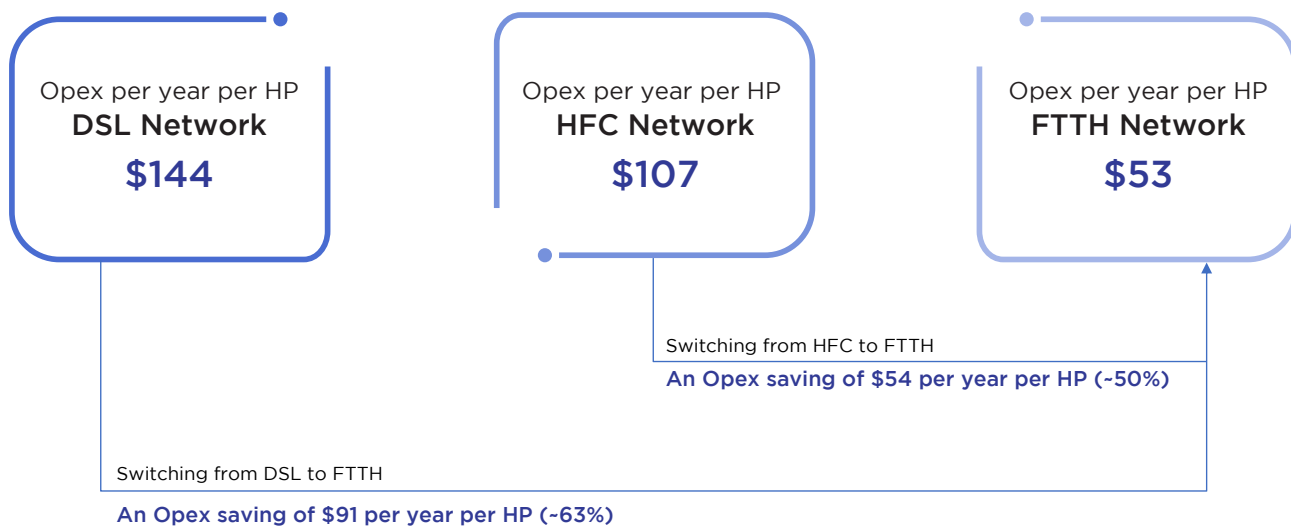 Opex per year per HP
DSL Network
$144
Opex per year per HP
HFC Network
$107
Opex per year per HP
FTTH Network
$53
Switching from HFC to FTTH
An Opex saving of $54 per year per HP (~50%)
Switching from DSL to FTTH
An Opex saving of $91 per year per HP (~63%)